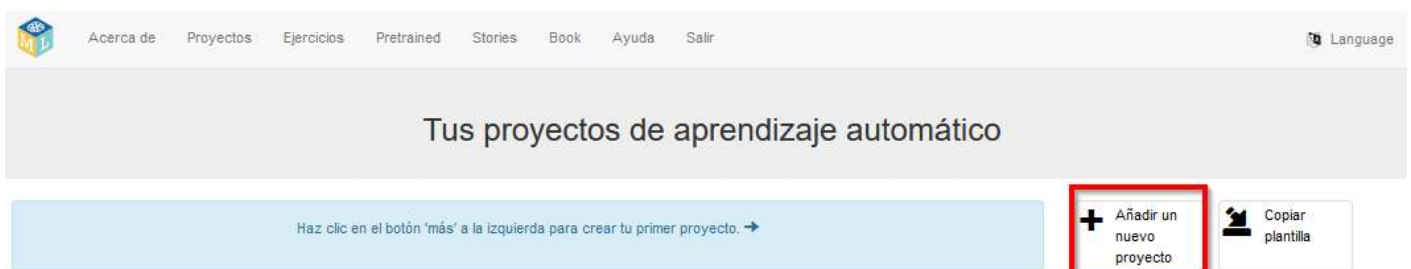 ML
Acerca de Proyectos Ejercicios Pretrained Stories Book Ayuda Salir Language
Tus proyectos de aprendizaje automático
Haz clic en el botón 'más' a la izquierda para crear tu primer proyecto. →
Añadir un
nuevo
proyecto
Copiar
plantilla